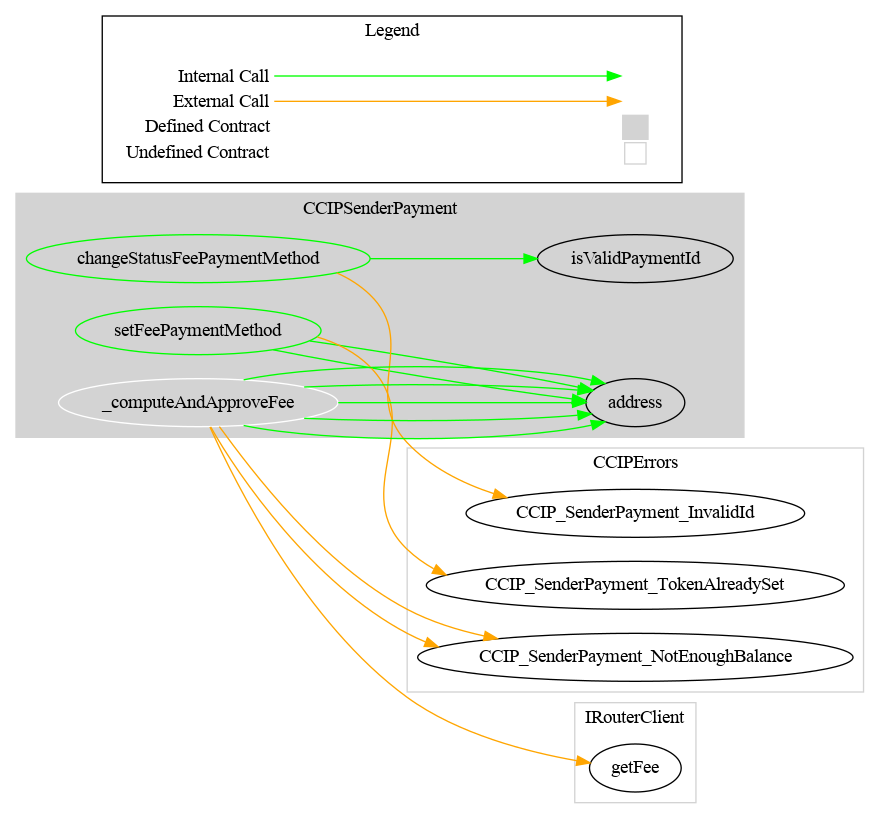 Legend
Internal Call
External Call
Defined Contract
Undefined Contract
CCIPSenderPayment
changeStatusFeePaymentMethod
isValidPaymentId
setFeePaymentMethod
_computeAndApproveFee
address
CCIPErrors
CCIP_SenderPayment_InvalidId
CCIP_SenderPayment_TokenAlreadySet
CCIP_SenderPayment_NotEnoughBalance
IRouterClient
getFee